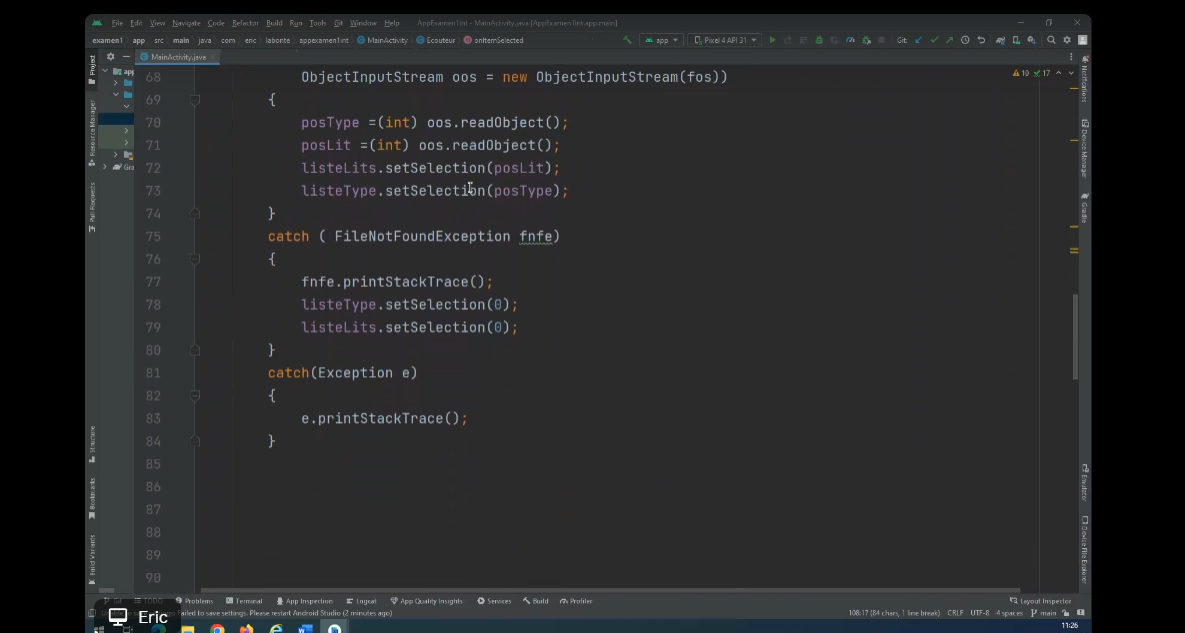 File Edit View Navigate Code Refactor Build Run Tools Git Window Help AppExamen1Int - MainActivity.java [AppExamen1Int.app.main]
examen1 app src main java com eric labonte appexamen1int MainActivity Ecouteur onItemSelected app Pixel 4 API 31 Git:
MainActivity.java
68 ObjectInputStream oos = new ObjectInputStream(fos))
69 {
70 posType =(int) oos.readObject();
71 posLit =(int) oos.readObject();
72 listeLits.setSelection(posLit);
73 listeType.setSelection(posType);
74 }
75 catch ( FileNotFoundException fnfe)
76 {
77 fnfe.printStackTrace();
78 listeType.setSelection(0);
79 listeLits.setSelection(0);
80 }
81 catch(Exception e)
82 {
83 e.printStackTrace();
84 }
85
86
87
88
89
90
10 17
Project
Resource Manager
Pull Requests
Structure
Bookmarks
Build Variants
app
Gra
Notifications
Device Manager
Gradle
Emulator
Device File Explorer
Git TODO Problems Terminal App Inspection Logcat App Quality Insights Services Build Profiler Layout Inspector
Failed to save settings. Please restart Android Studio (2 minutes ago) 108:17 (84 chars, 1 line break) CRLF UTF-8 4 spaces main
Eric
11:26